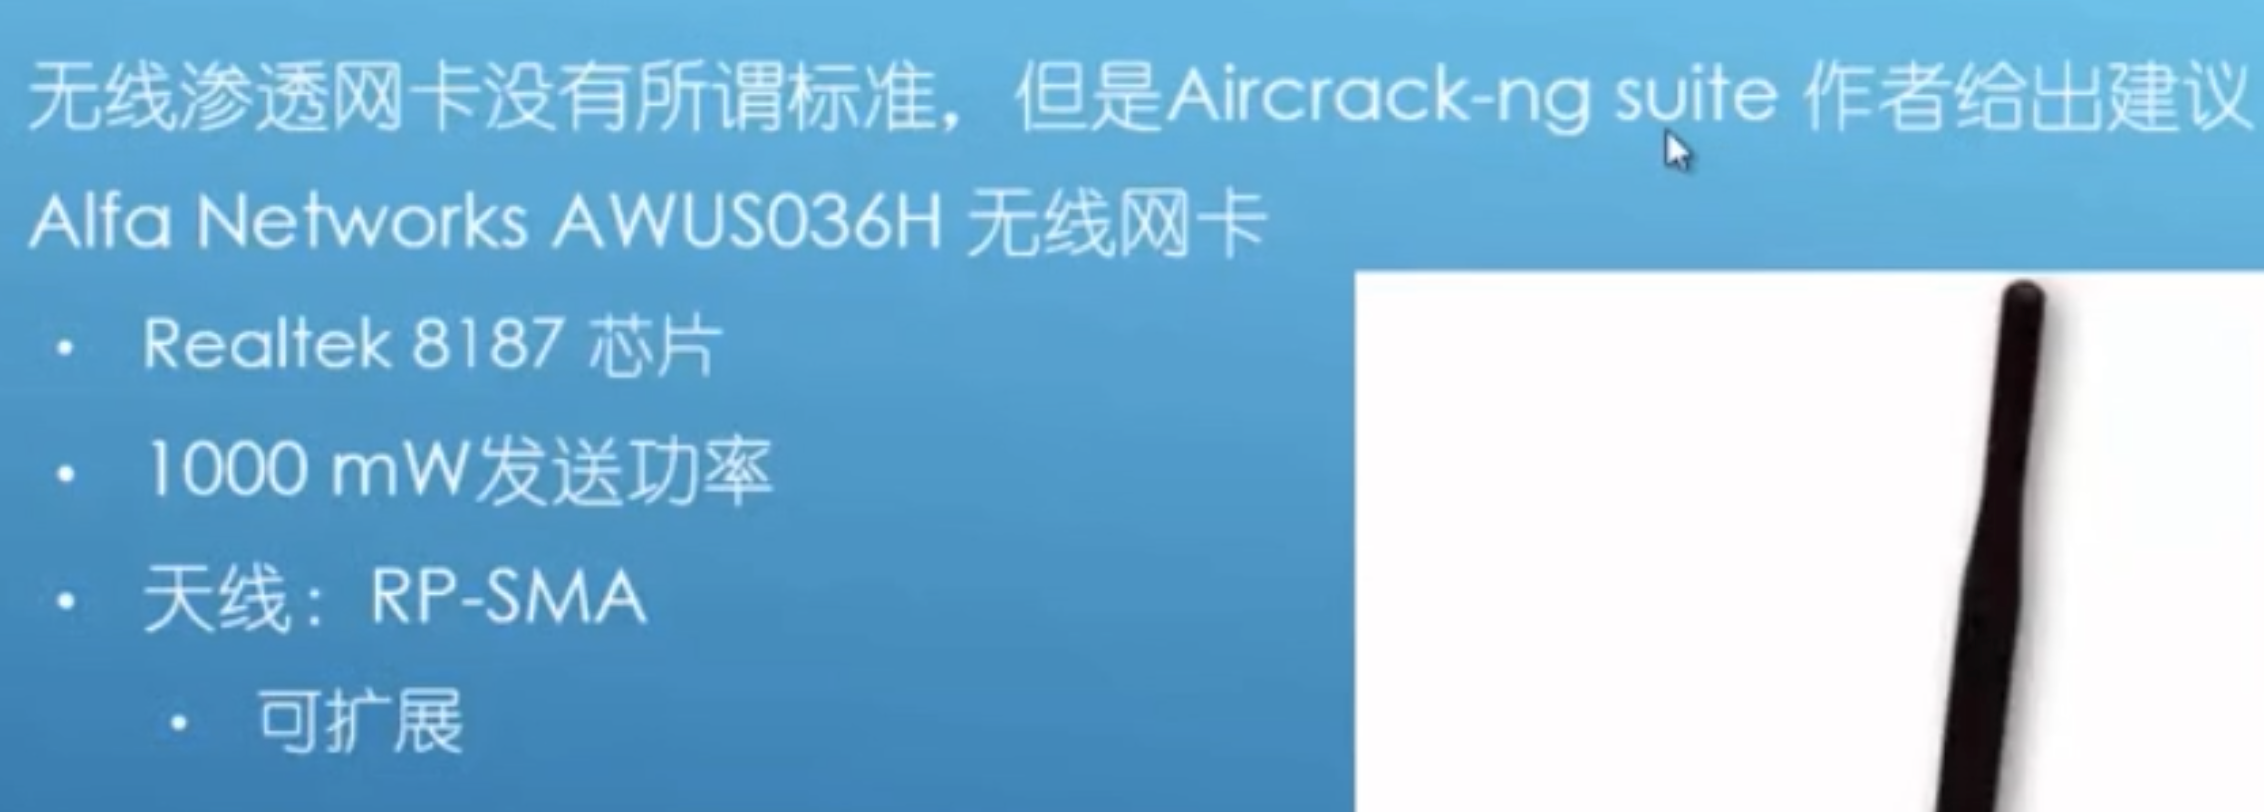 无线渗透网卡没有所谓标准，但是Aircrack-ng suite 作者给出建议
Alfa Networks AWUS036H 无线网卡
• Realtek 8187 芯片
• 1000 mW发送功率
• 天线：RP-SMA
• 可扩展